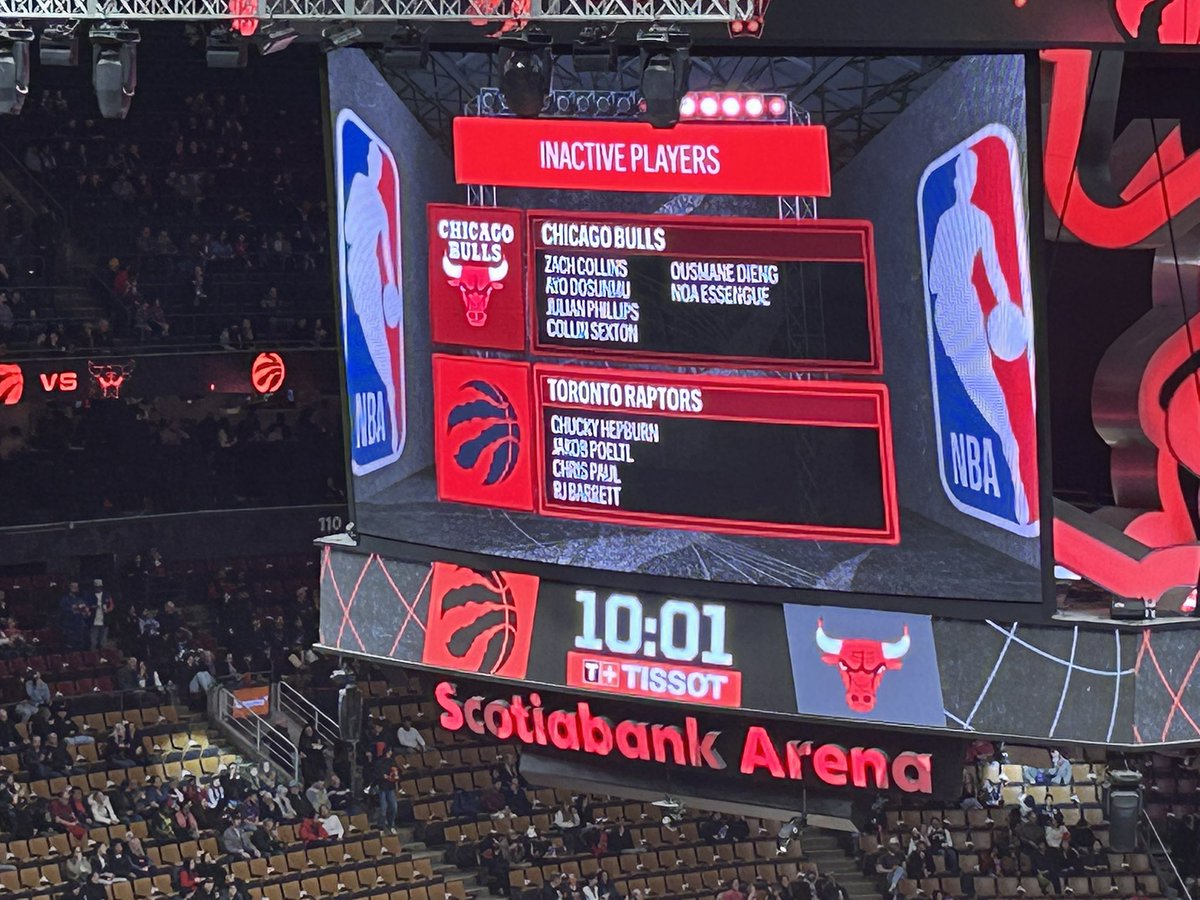 INACTIVE PLAYERS
CHICAGO
BULLS
CHICAGO BULLS
ZACH COLLINS
AYO DOSUNMU
JULIAN PHILLIPS
COLLIN SEXTON
OUSMANE DIENG
NOA ESSENGUE
TORONTO RAPTORS
CHUCKY HEPBURN
JAKOB POELTL
CHRIS PAUL
RJ BARRETT
NBA
NBA
VS
110
10:01
T+ TISSOT
Scotiabank Arena